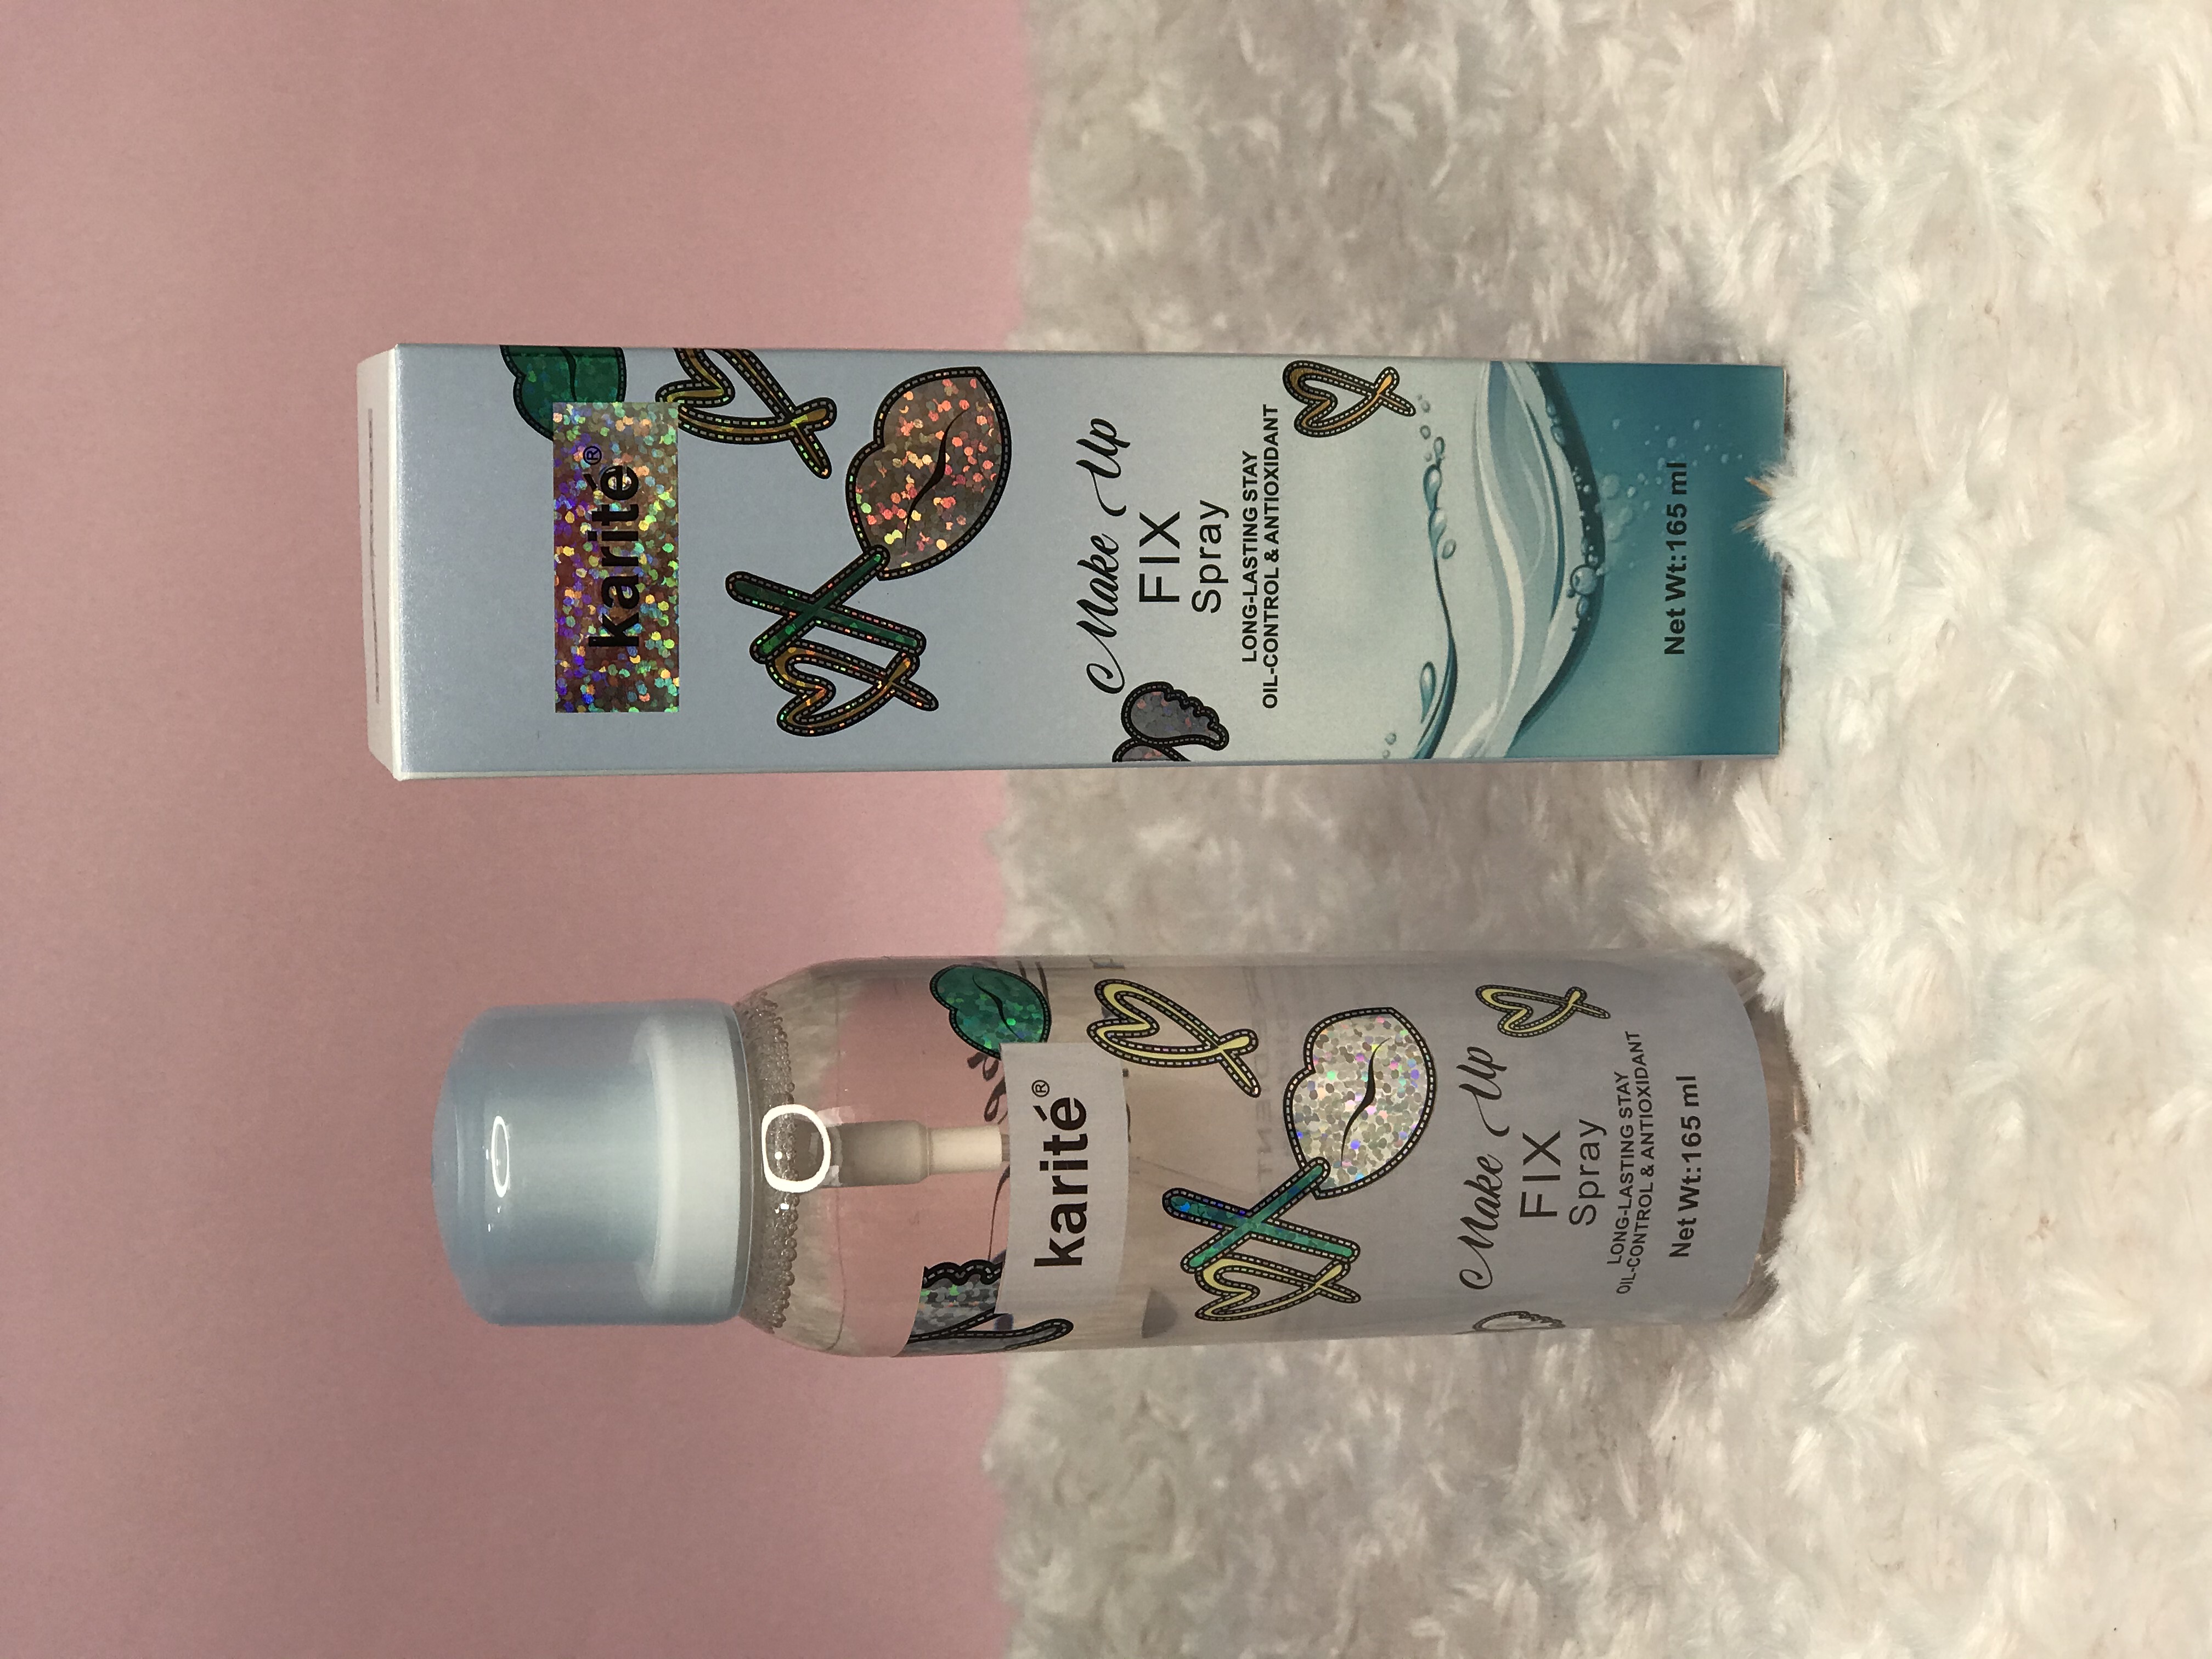 karité®
Make Up
FIX
Spray
LONG-LASTING STAY
OIL-CONTROL & ANTIOXIDANT
Net Wt:165 ml
karité®
Make Up
FIX
Spray
LONG-LASTING STAY
OIL-CONTROL & ANTIOXIDANT
Net Wt:165 ml